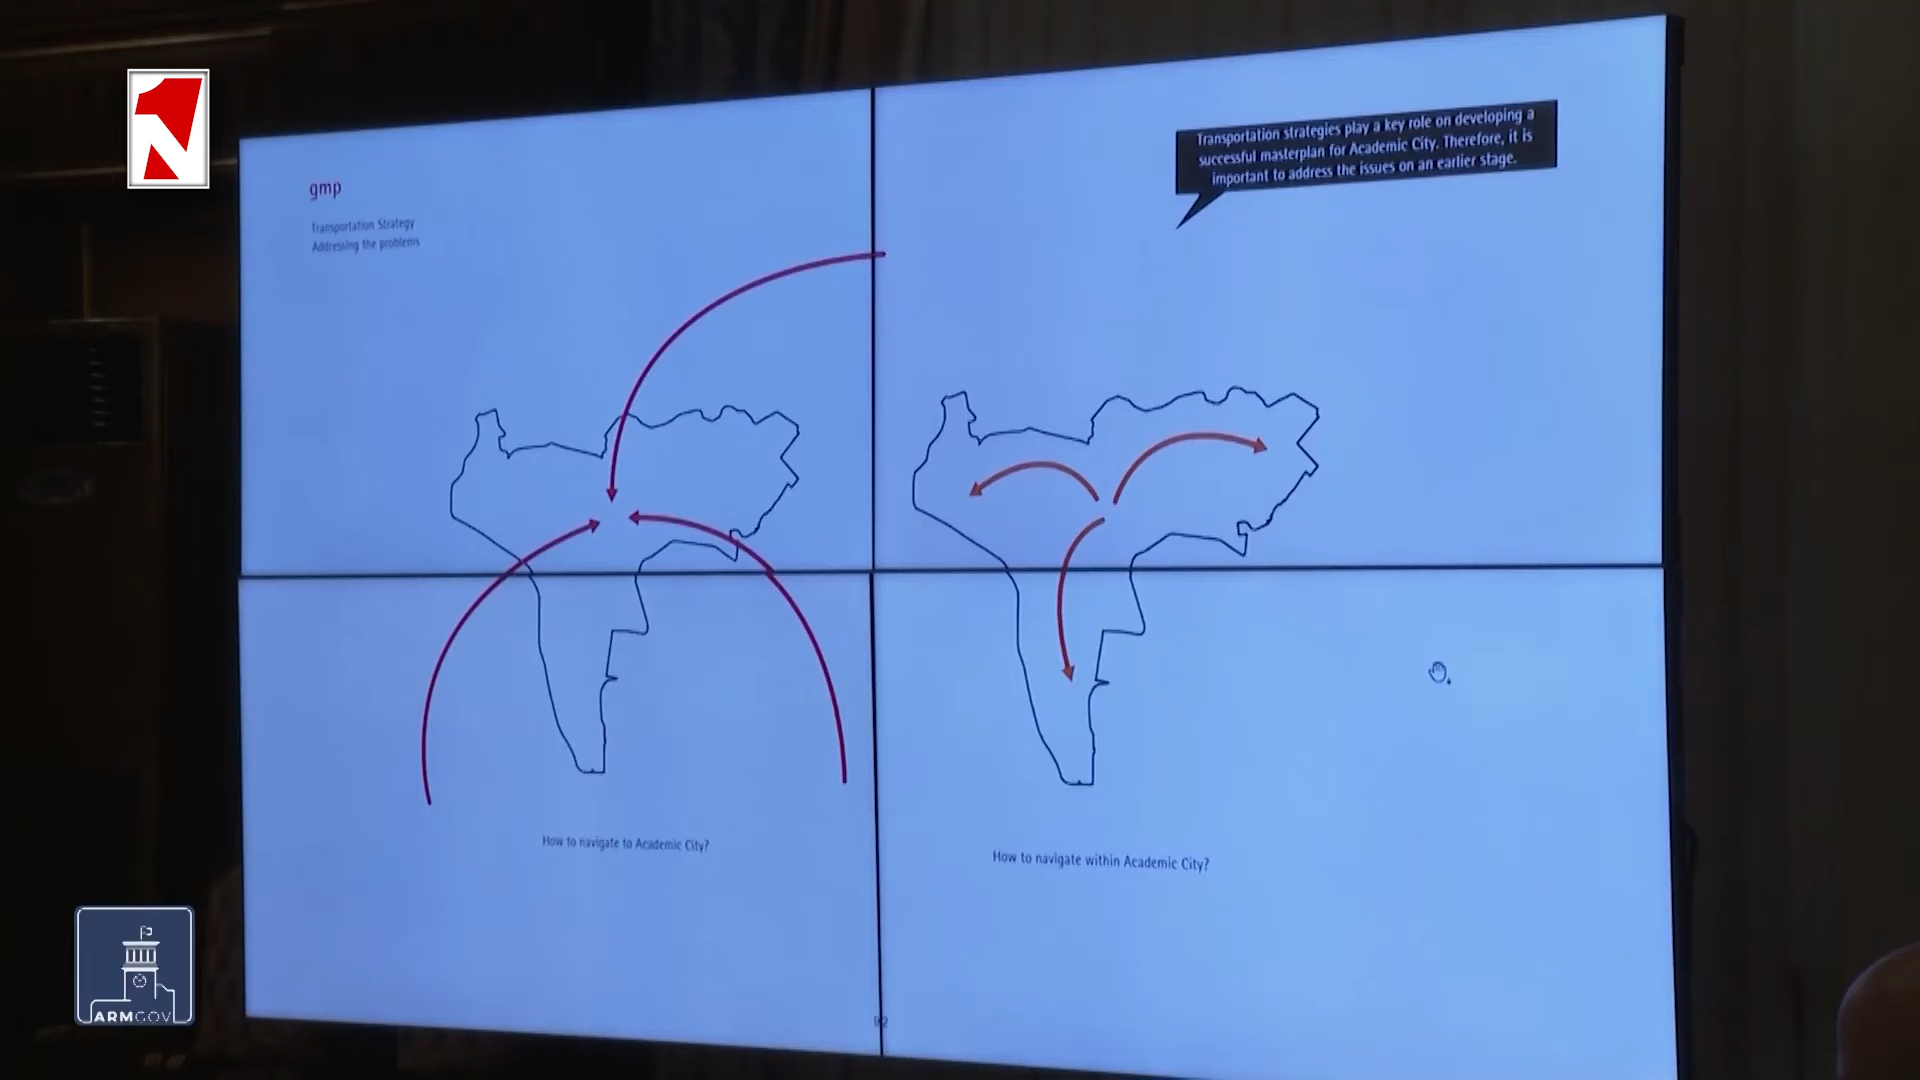 1N
gmp
Transportation Strategy
Addressing the problems
Transportation strategies play a key role on developing a
successful masterplan for Academic City. Therefore, it is
important to address the issues on an earlier stage.
How to navigate to Academic City?
How to navigate within Academic City?
ARMGOV